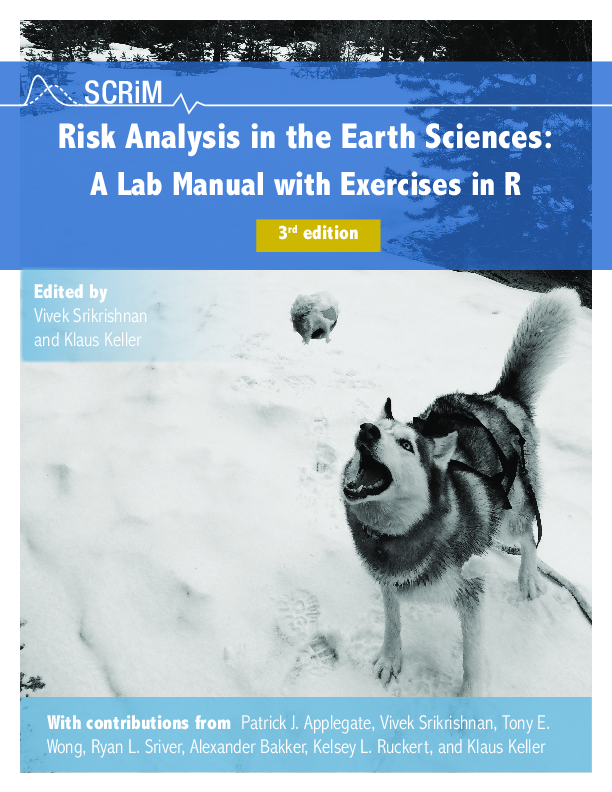 SCRiM
Risk Analysis in the Earth Sciences:
A Lab Manual with Exercises in R
3rd edition
Edited by
Vivek Srikrishnan
and Klaus Keller
With contributions from Patrick J. Applegate, Vivek Srikrishnan, Tony E.
Wong, Ryan L. Sriver, Alexander Bakker, Kelsey L. Ruckert, and Klaus Keller